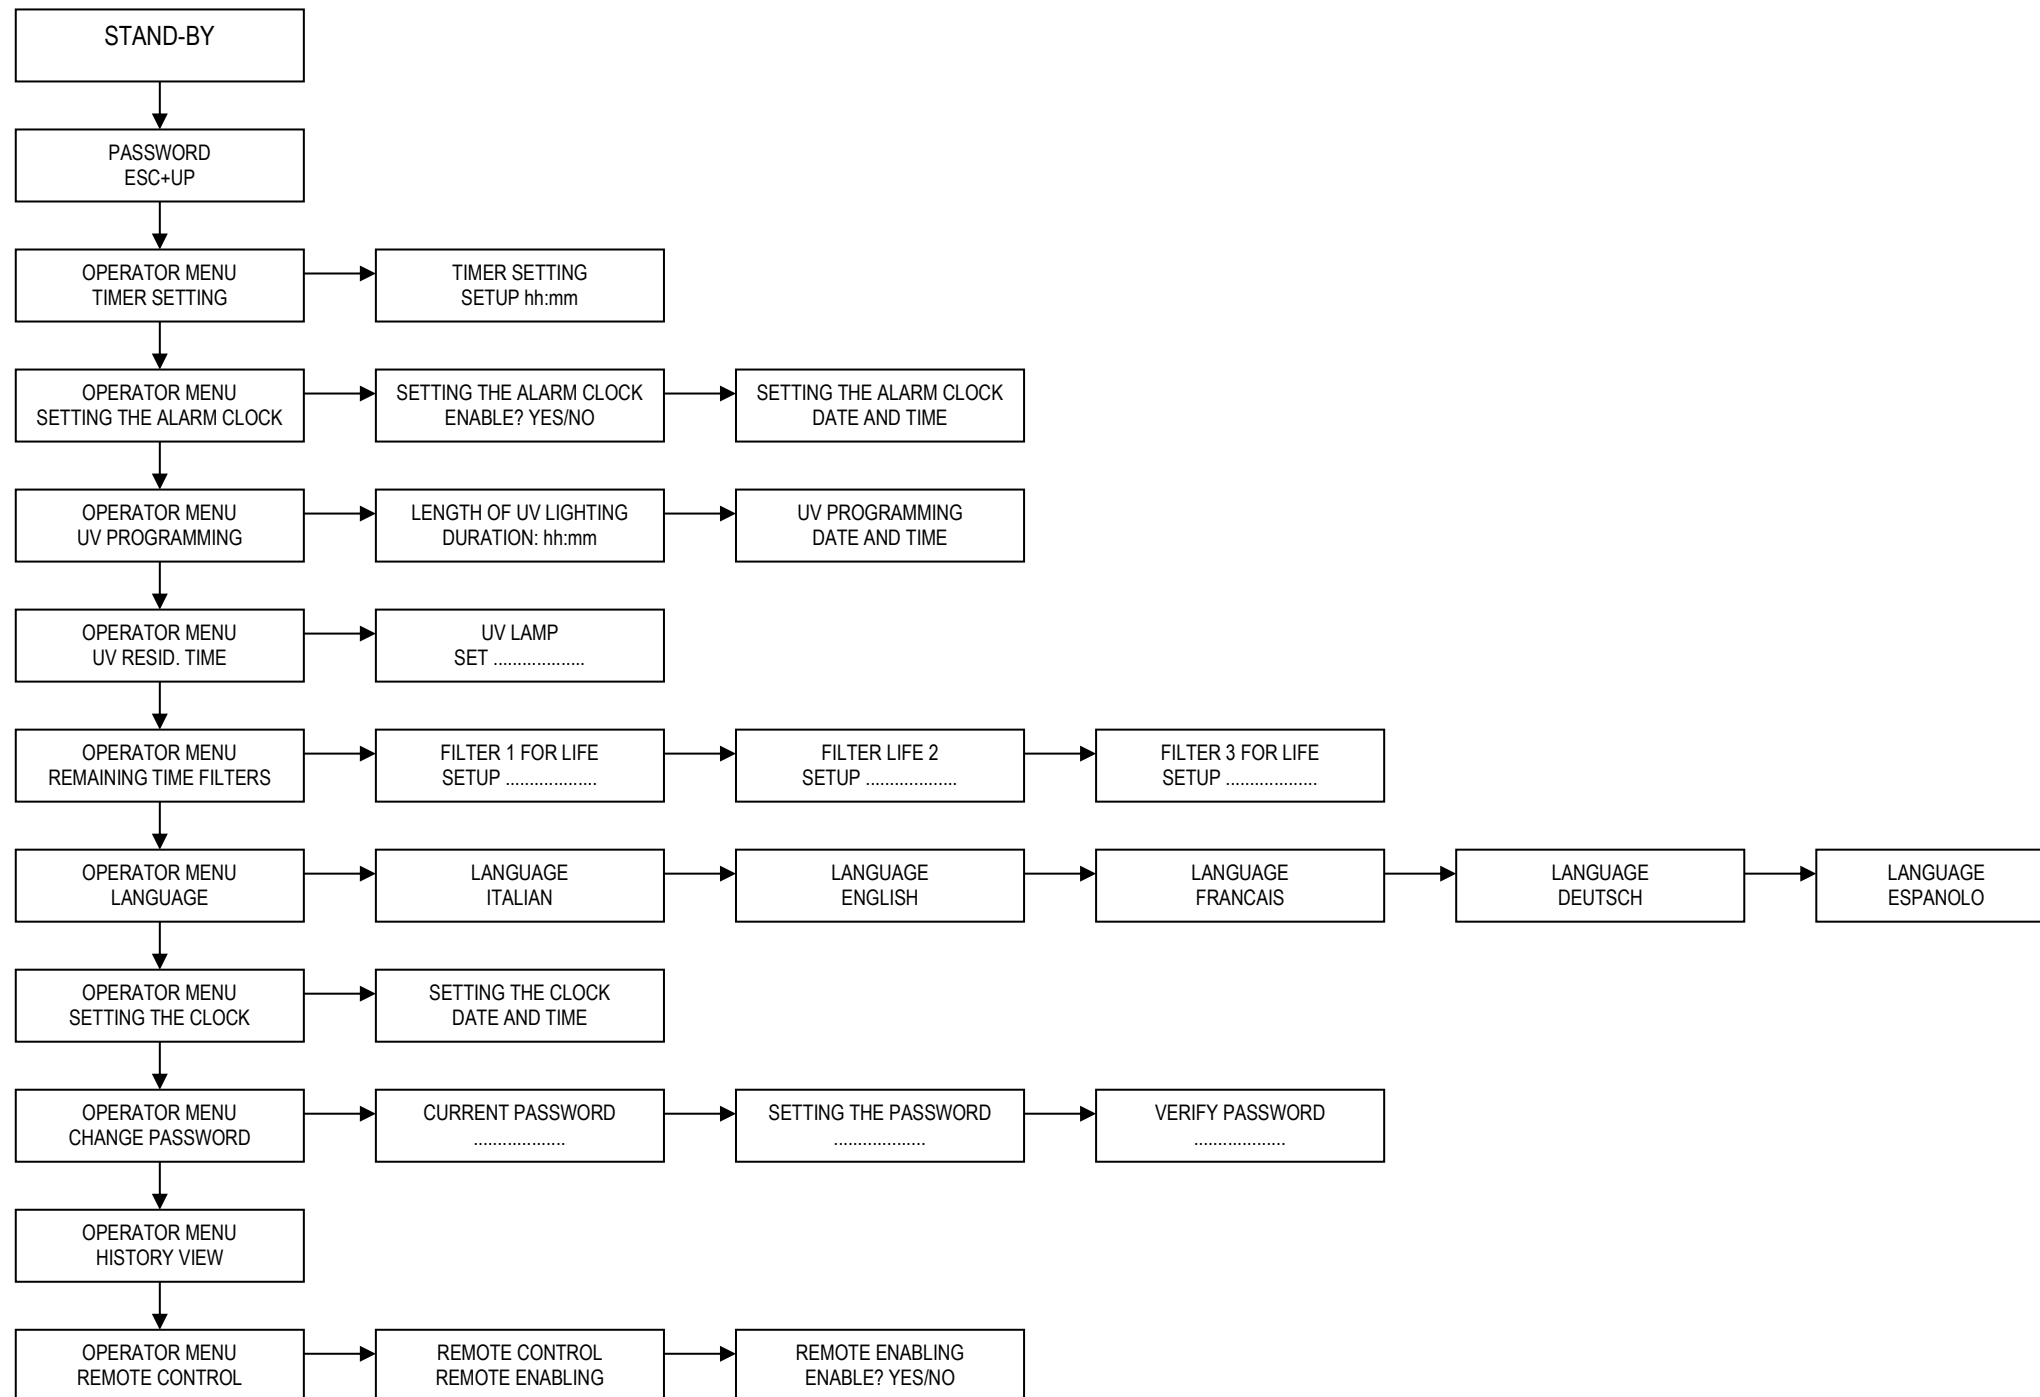 STAND-BY
PASSWORD
ESC+UP
OPERATOR MENU
TIMER SETTING
TIMER SETTING
SETUP hh:mm
OPERATOR MENU
SETTING THE ALARM CLOCK
SETTING THE ALARM CLOCK
ENABLE? YES/NO
SETTING THE ALARM CLOCK
DATE AND TIME
OPERATOR MENU
UV PROGRAMMING
LENGTH OF UV LIGHTING
DURATION: hh:mm
UV PROGRAMMING
DATE AND TIME
OPERATOR MENU
UV RESID. TIME
UV LAMP
SET ...................
OPERATOR MENU
REMAINING TIME FILTERS
FILTER 1 FOR LIFE
SETUP ...................
FILTER LIFE 2
SETUP ...................
FILTER 3 FOR LIFE
SETUP ...................
OPERATOR MENU
LANGUAGE
LANGUAGE
ITALIAN
LANGUAGE
ENGLISH
LANGUAGE
FRANCAIS
LANGUAGE
DEUTSCH
LANGUAGE
ESPANOLO
OPERATOR MENU
SETTING THE CLOCK
SETTING THE CLOCK
DATE AND TIME
OPERATOR MENU
CHANGE PASSWORD
CURRENT PASSWORD
...................
SETTING THE PASSWORD
...................
VERIFY PASSWORD
...................
OPERATOR MENU
HISTORY VIEW
OPERATOR MENU
REMOTE CONTROL
REMOTE CONTROL
REMOTE ENABLING
REMOTE ENABLING
ENABLE? YES/NO